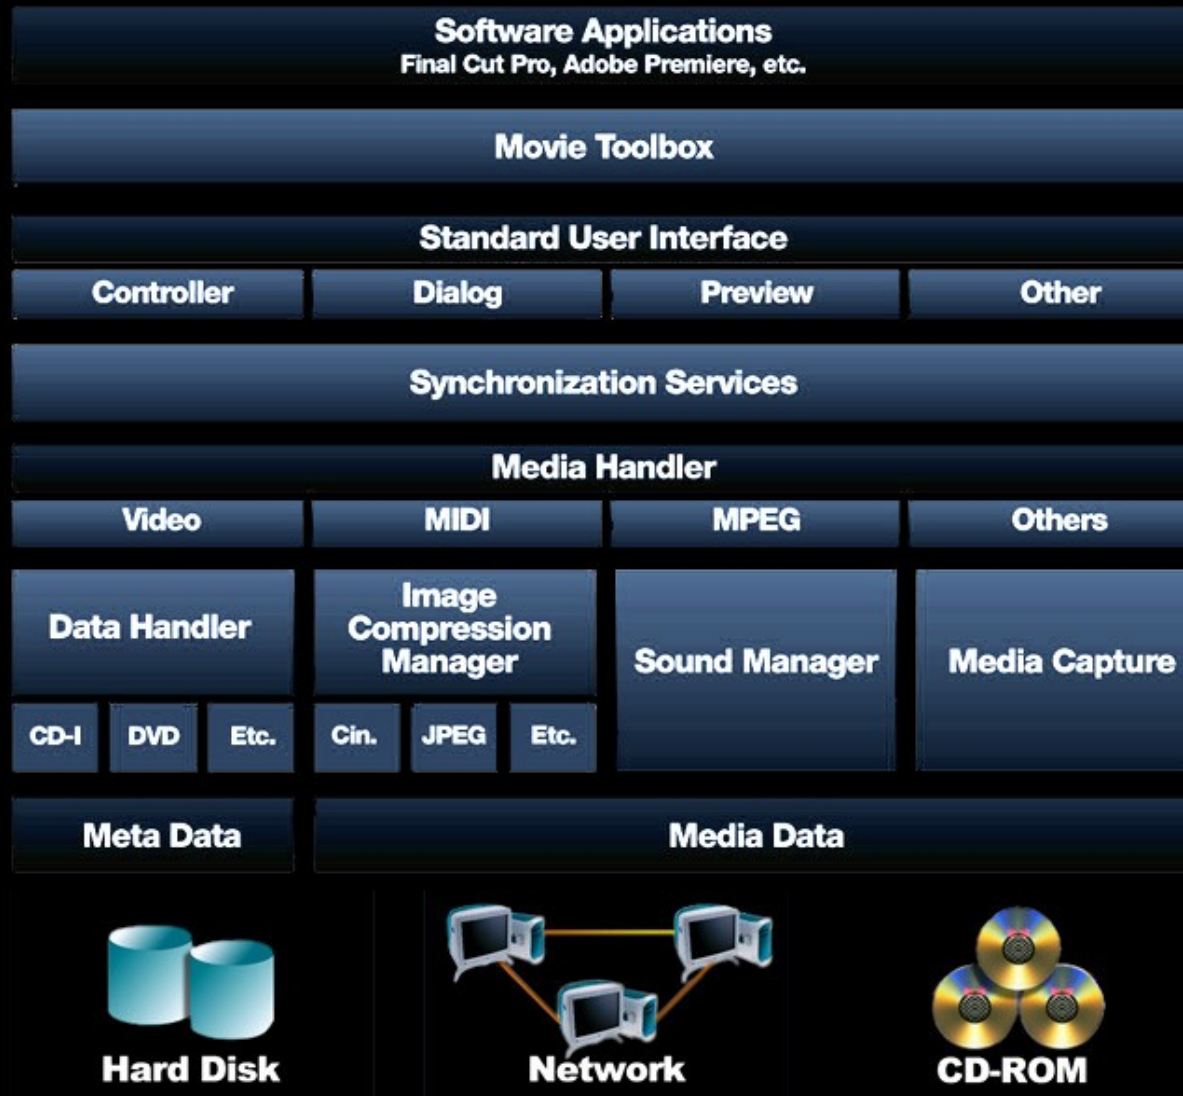 Software Applications
Final Cut Pro, Adobe Premiere, etc.
Movie Toolbox
Standard User Interface
Controller
Dialog
Preview
Other
Synchronization Services
Media Handler
Video
MIDI
MPEG
Others
Data Handler
Image
Compression
Manager
Sound Manager
Media Capture
CD-I
DVD
Etc.
Cin.
JPEG
Etc.
Meta Data
Media Data
Hard Disk
Network
CD-ROM